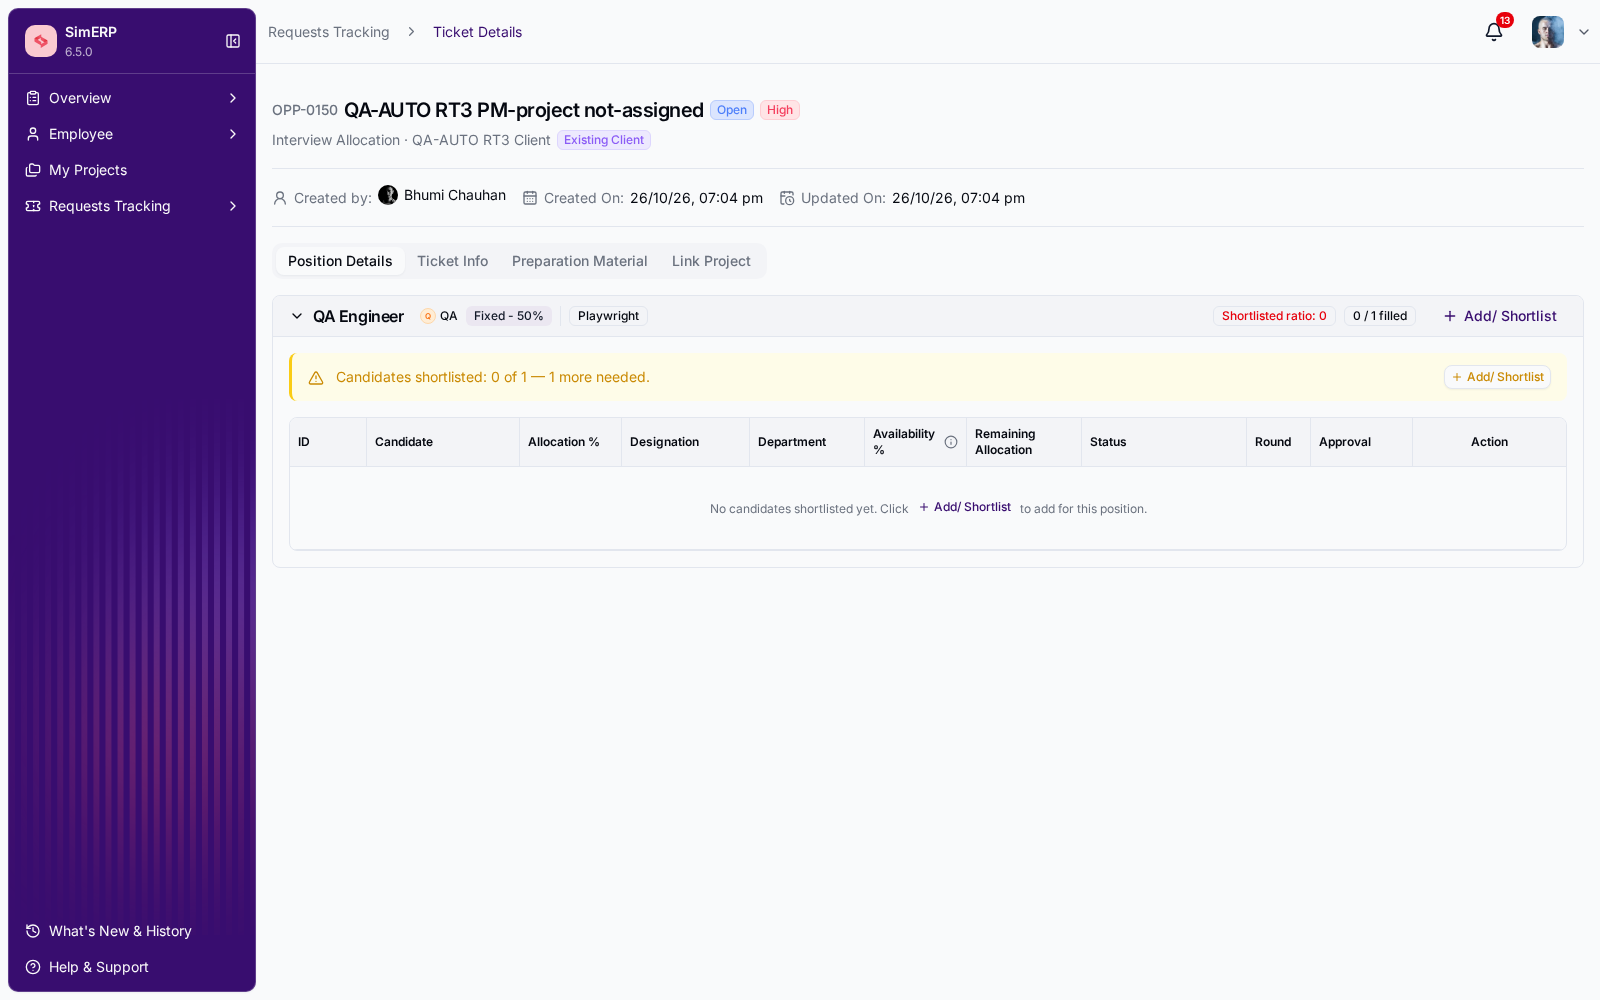 SimERP
6.5.0
Overview
Employee
My Projects
Requests Tracking
What's New & History
Help & Support
Requests Tracking
Ticket Details
13
OPP-0150 QA-AUTO RT3 PM-project not-assigned Open High
Interview Allocation · QA-AUTO RT3 Client Existing Client
Created by: Bhumi Chauhan Created On: 26/10/26, 07:04 pm Updated On: 26/10/26, 07:04 pm
Position Details Ticket Info Preparation Material Link Project
QA Engineer Q QA Fixed - 50% Playwright Shortlisted ratio: 0 0 / 1 filled + Add/ Shortlist
Candidates shortlisted: 0 of 1 — 1 more needed. + Add/ Shortlist
ID Candidate Allocation % Designation Department Availability % Remaining Allocation Status Round Approval Action
No candidates shortlisted yet. Click + Add/ Shortlist to add for this position.